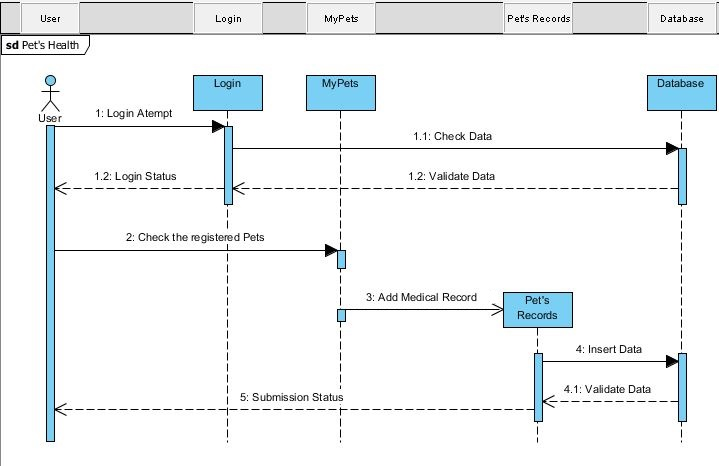 User Login MyPets Pet's Records Database
sd Pet's Health
Login MyPets Database
User
1: Login Atempt
1.1: Check Data
1.2: Login Status
1.2: Validate Data
2: Check the registered Pets
3: Add Medical Record
Pet's
Records
4: Insert Data
4.1: Validate Data
5: Submission Status